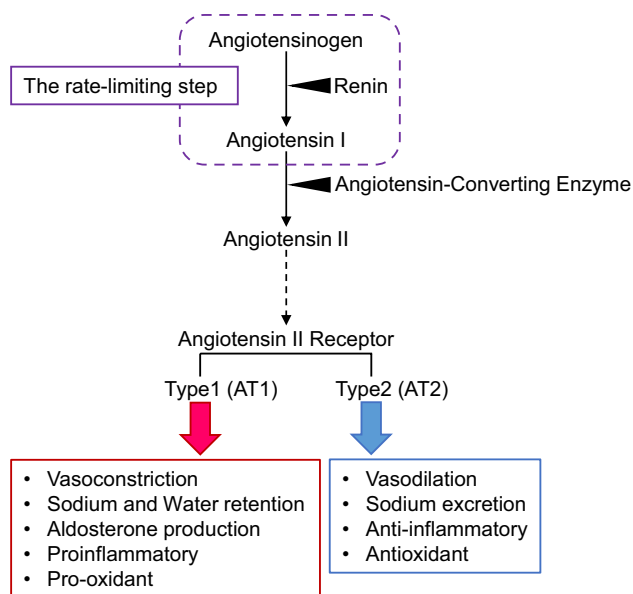 Angiotensinogen
The rate-limiting step
Renin
Angiotensin I
Angiotensin-Converting Enzyme
Angiotensin II
Angiotensin II Receptor
Type1 (AT1)
Type2 (AT2)
• Vasoconstriction
• Sodium and Water retention
• Aldosterone production
• Proinflammatory
• Pro-oxidant
• Vasodilation
• Sodium excretion
• Anti-inflammatory
• Antioxidant